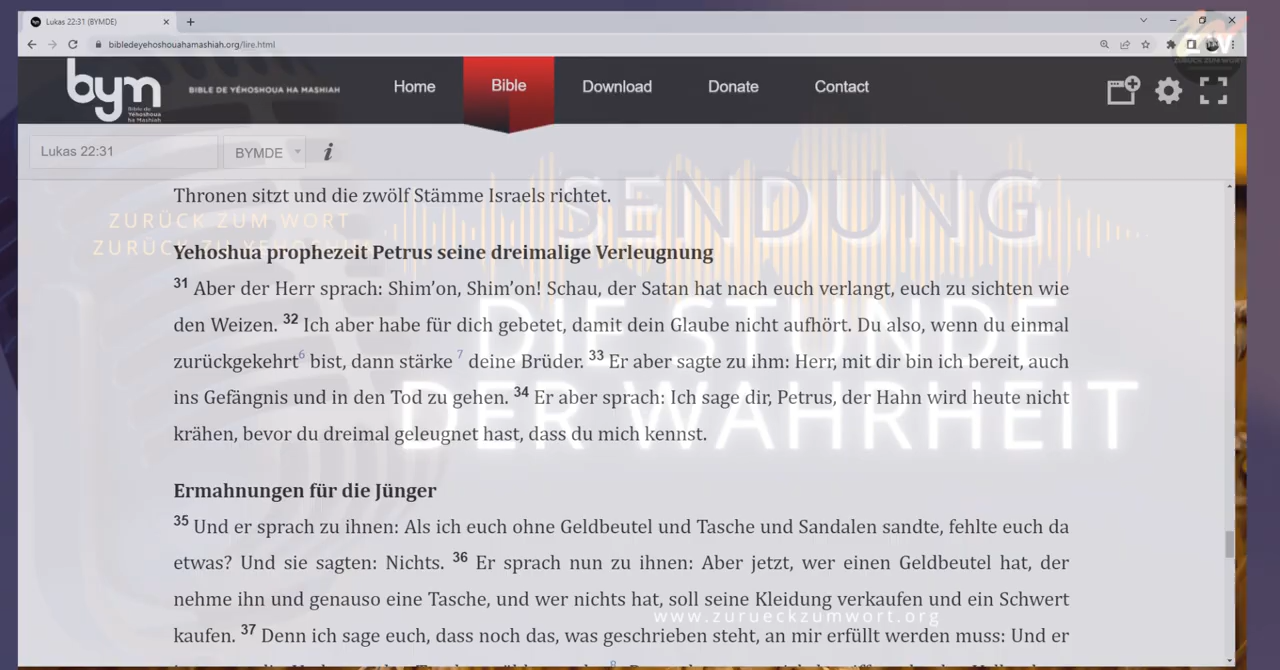 Lukas 22:31 (BYMDE)
bibledeyehoshouahamashiah.org/lire.html
bym
Bible de
Yéhoshoua
ha Mashiah
BIBLE DE YÉHOSHOUA HA MASHIAH
Home
Bible
Download
Donate
Contact
Lukas 22:31
BYMDE
i
SENDUNG
DIE STUNDE
DER WAHRHEIT
ZURÜCK ZUM WORT
www.zurueckzumwort.org
Thronen sitzt und die zwölf Stämme Israels richtet.
Yehoshua prophezeit Petrus seine dreimalige Verleugnung
31 Aber der Herr sprach: Shim’on, Shim’on! Schau, der Satan hat nach euch verlangt, euch zu sichten wie
den Weizen. 32 Ich aber habe für dich gebetet, damit dein Glaube nicht aufhört. Du also, wenn du einmal
zurückgekehrt6 bist, dann stärke 7 deine Brüder. 33 Er aber sagte zu ihm: Herr, mit dir bin ich bereit, auch
ins Gefängnis und in den Tod zu gehen. 34 Er aber sprach: Ich sage dir, Petrus, der Hahn wird heute nicht
krähen, bevor du dreimal geleugnet hast, dass du mich kennst.
Ermahnungen für die Jünger
35 Und er sprach zu ihnen: Als ich euch ohne Geldbeutel und Tasche und Sandalen sandte, fehlte euch da
etwas? Und sie sagten: Nichts. 36 Er sprach nun zu ihnen: Aber jetzt, wer einen Geldbeutel hat, der
nehme ihn und genauso eine Tasche, und wer nichts hat, soll seine Kleidung verkaufen und ein Schwert
kaufen. 37 Denn ich sage euch, dass noch das, was geschrieben steht, an mir erfüllt werden muss: Und er